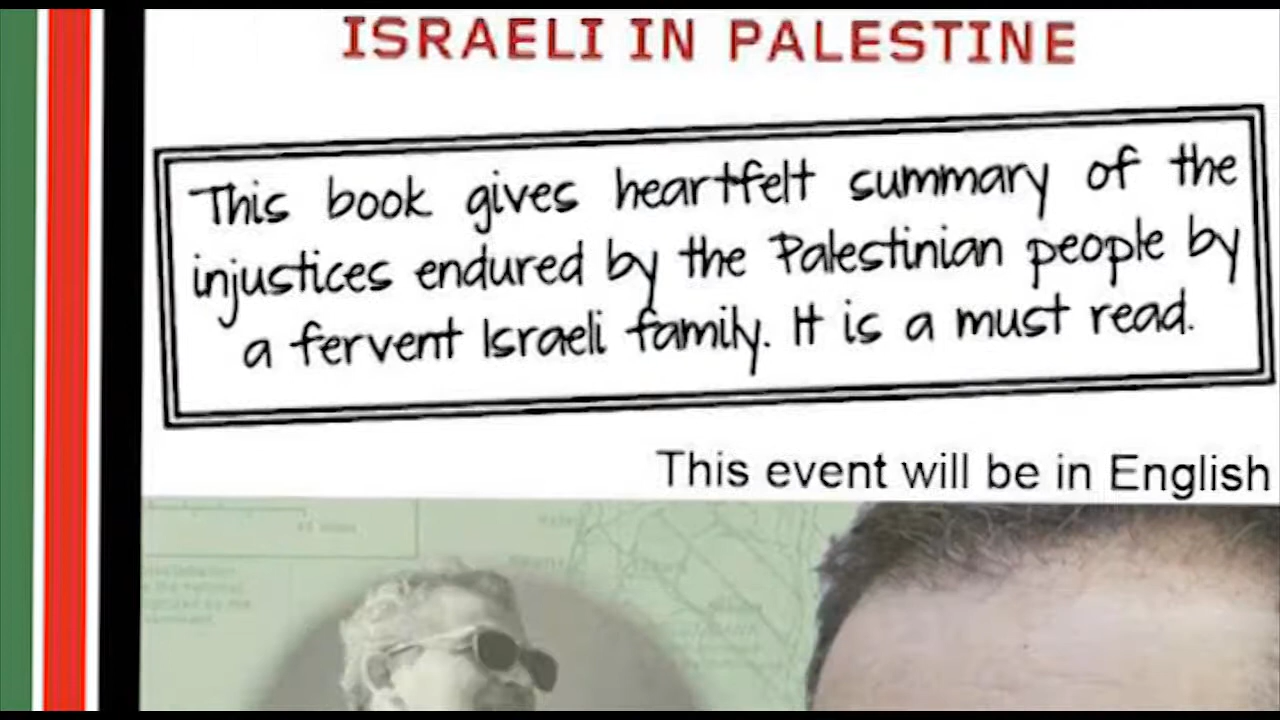 ISRAELI IN PALESTINE
This book gives heartfelt summary of the
injustices endured by the Palestinian people by
a fervent Israeli family. It is a must read.
This event will be in English